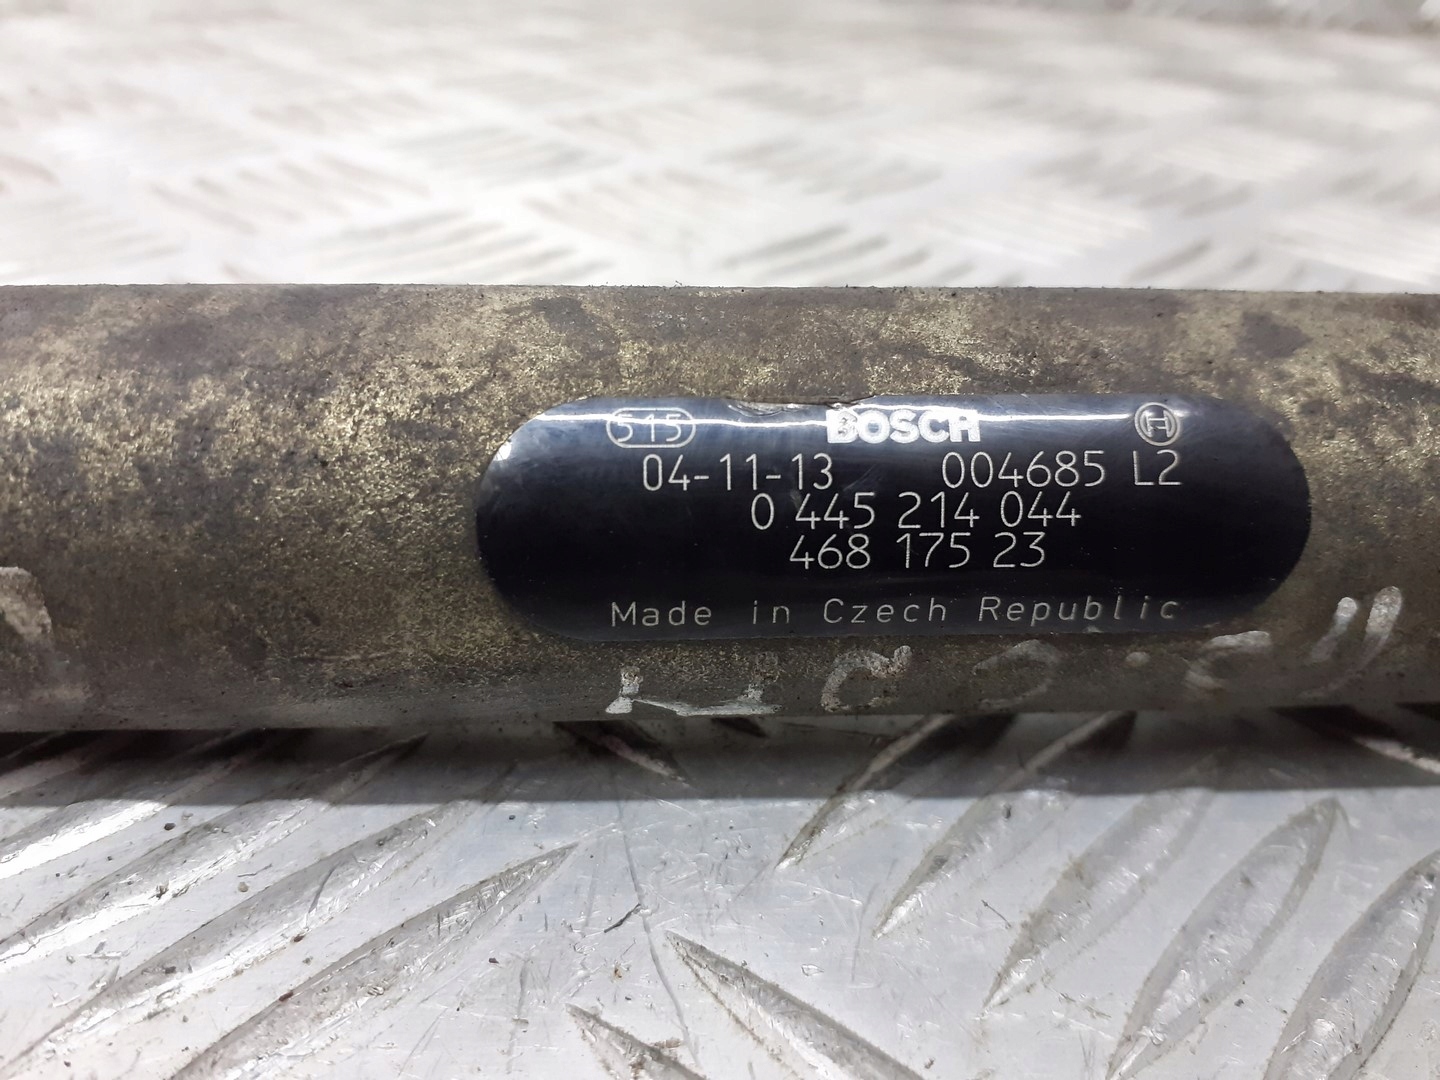 515 BOSCH H
04-11-13 004685 L2
0 445 214 044
468 175 23
Made in Czech Republic